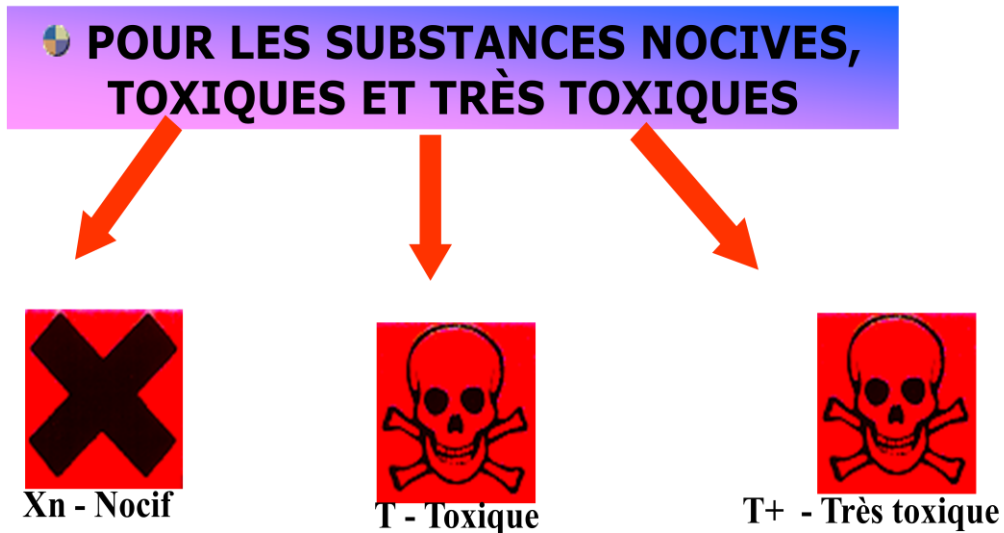 POUR LES SUBSTANCES NOCIVES,
TOXIQUES ET TRÈS TOXIQUES
Xn - Nocif
T - Toxique
T+ - Très toxique